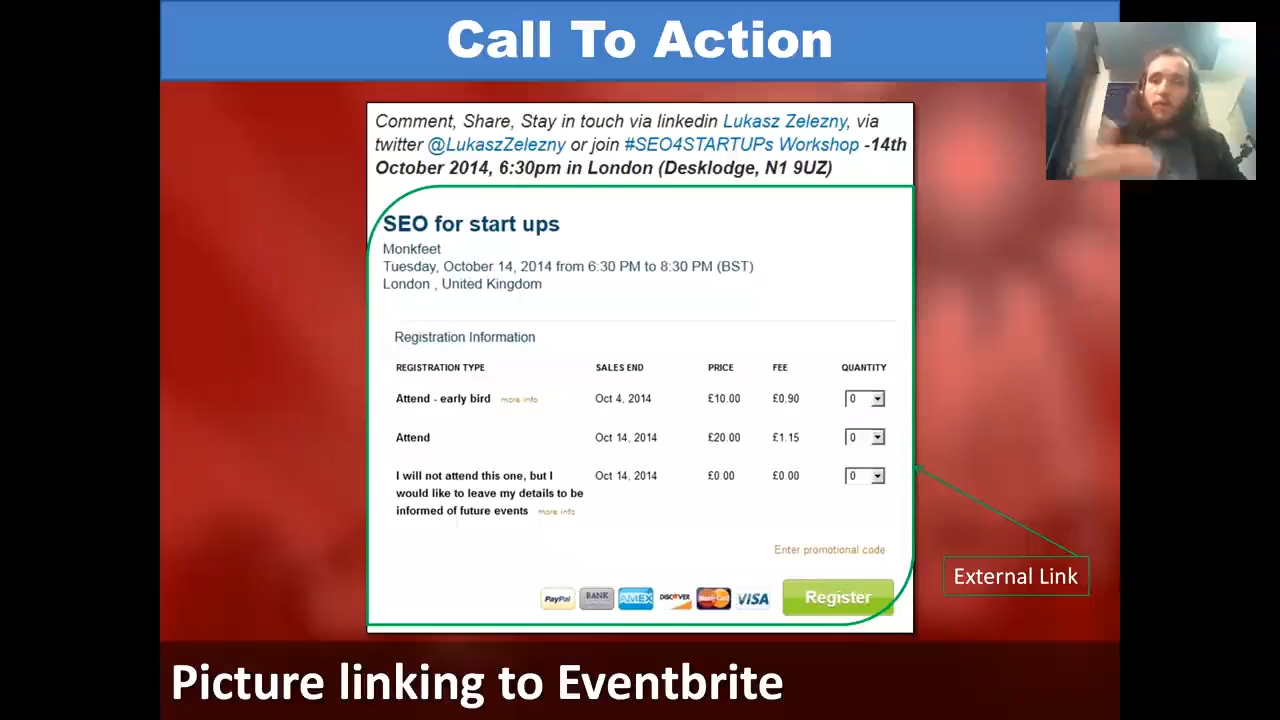 Call To Action
Comment, Share, Stay in touch via linkedin Lukasz Zelezny, via
twitter @LukaszZelezny or join #SEO4STARTUPs Workshop -14th
October 2014, 6:30pm in London (Desklodge, N1 9UZ)
SEO for start ups
Monkfeet
Tuesday, October 14, 2014 from 6:30 PM to 8:30 PM (BST)
London , United Kingdom
Registration Information
REGISTRATION TYPE SALES END PRICE FEE QUANTITY
Attend - early bird more info Oct 4, 2014 £10.00 £0.90 0
Attend Oct 14, 2014 £20.00 £1.15 0
I will not attend this one, but I Oct 14, 2014 £0.00 £0.00 0
would like to leave my details to be
informed of future events more info
Enter promotional code
PayPal BANK AMEX DISCOVER MasterCard VISA Register
External Link
Picture linking to Eventbrite